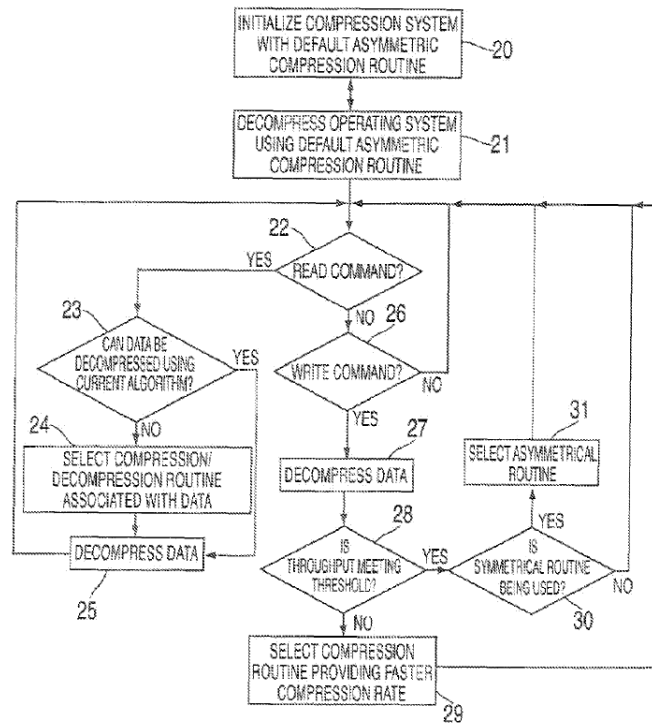 INITIALIZE COMPRESSION SYSTEM
WITH DEFAULT ASYMMETRIC
COMPRESSION ROUTINE
20
DECOMPRESS OPERATING SYSTEM
USING DEFAULT ASYMMETRIC
COMPRESSION ROUTINE
21
22
READ COMMAND?
YES
NO
23
CAN DATA BE
DECOMPRESSED USING
CURRENT ALGORITHM?
YES
NO
24
SELECT COMPRESSION/
DECOMPRESSION ROUTINE
ASSOCIATED WITH DATA
DECOMPRESS DATA
25
26
WRITE COMMAND?
NO
YES
27
DECOMPRESS DATA
28
IS
THROUGHPUT MEETING
THRESHOLD?
YES
NO
SELECT COMPRESSION
ROUTINE PROVIDING FASTER
COMPRESSION RATE
29
IS
SYMMETRICAL ROUTINE
BEING USED?
30
YES
NO
31
SELECT ASYMMETRICAL
ROUTINE